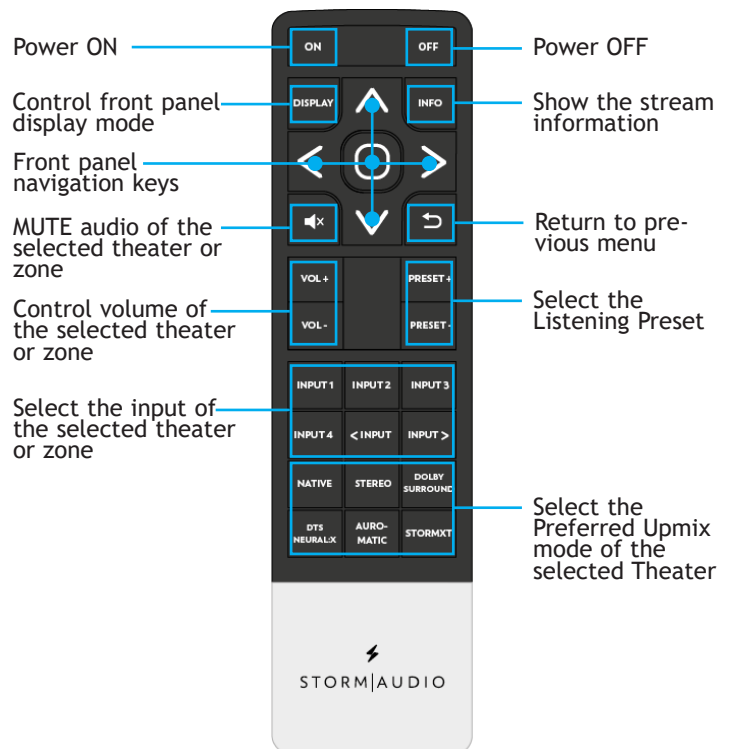 Power ON
ON
OFF
Power OFF
Control front panel
display mode
DISPLAY
INFO
Show the stream
information
Front panel
navigation keys
MUTE audio of the
selected theater or
zone
Return to pre-
vious menu
VOL +
PRESET +
Control volume of
the selected theater
or zone
VOL -
PRESET -
Select the
Listening Preset
INPUT 1 INPUT 2 INPUT 3
Select the input of
the selected theater
or zone
INPUT 4 < INPUT INPUT >
NATIVE STEREO DOLBY
SURROUND
DTS
NEURAL:X
AURO-
MATIC
STORMXT
Select the
Preferred Upmix
mode of the
selected Theater
STORM|AUDIO